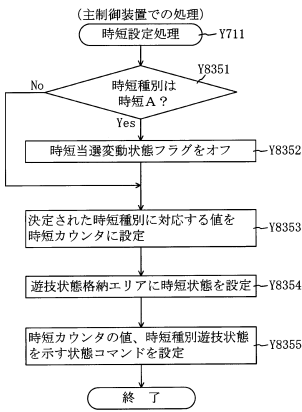 (主制御装置での処理)
時短設定処理
Y711
Y8351
No
時短種別は
時短A?
Yes
時短当選変動状態フラグをオフ
Y8352
決定された時短種別に対応する値を
時短カウンタに設定
Y8353
遊技状態格納エリアに時短状態を設定
Y8354
時短カウンタの値、時短種別遊技状態
を示す状態コマンドを設定
Y8355
終 了